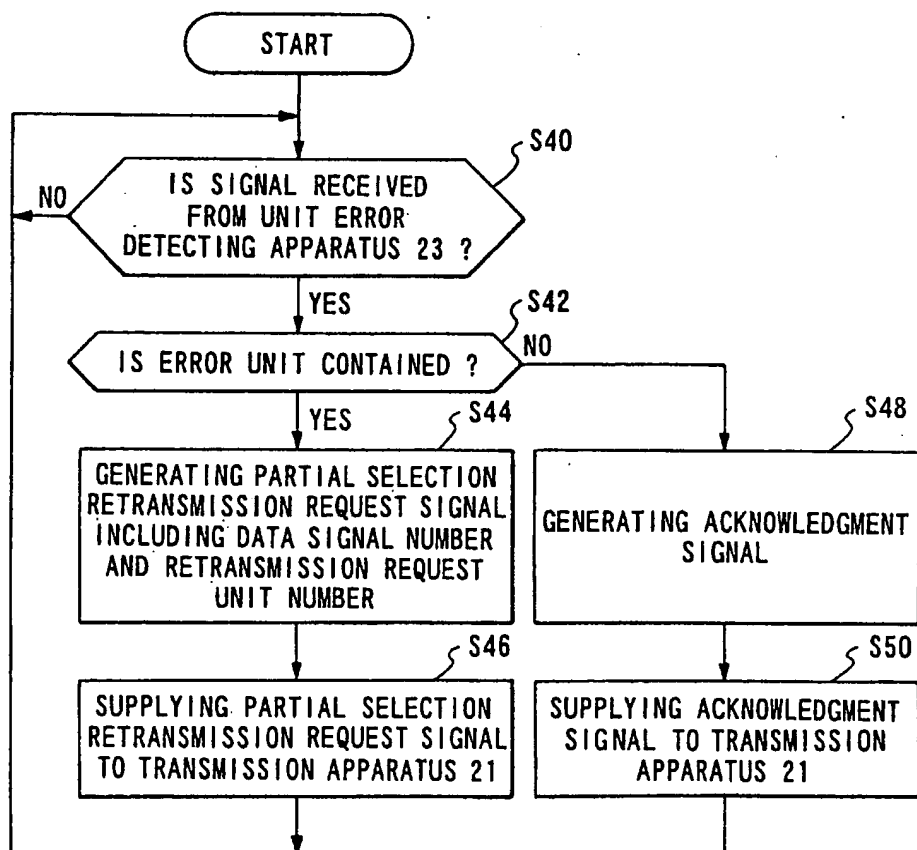 START
S40
NO
IS SIGNAL RECEIVED
FROM UNIT ERROR
DETECTING APPARATUS 23 ?
YES
S42
IS ERROR UNIT CONTAINED ?
NO
YES
S44
GENERATING PARTIAL SELECTION
RETRANSMISSION REQUEST SIGNAL
INCLUDING DATA SIGNAL NUMBER
AND RETRANSMISSION REQUEST
UNIT NUMBER
S48
GENERATING ACKNOWLEDGMENT
SIGNAL
S46
SUPPLYING PARTIAL SELECTION
RETRANSMISSION REQUEST SIGNAL
TO TRANSMISSION APPARATUS 21
S50
SUPPLYING ACKNOWLEDGMENT
SIGNAL TO TRANSMISSION
APPARATUS 21